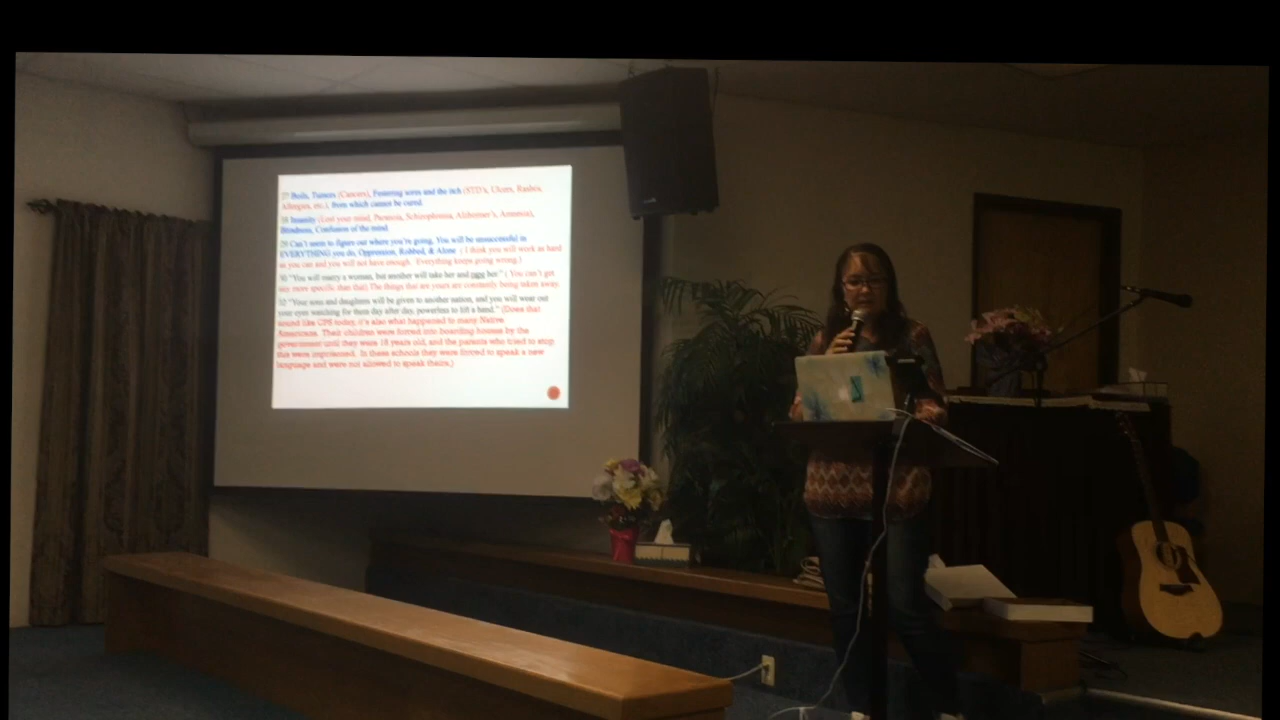 27 Boils, Tumors (Cancers), Festering sores and the itch (STD's, Ulcers, Rashes,
Allergies, etc.), from which cannot be cured.
28 Insanity (Lost your mind, Paranoia, Schizophrenia, Alzheimer's, Amnesia),
Blindness, Confusion of the mind.
29 Can't seem to figure out where you're going, You will be unsuccessful in
EVERYTHING you do, Oppression, Robbed, & Alone ( I think you will work as hard
as you can and you will not have enough. Everything keeps going wrong.)
30 "You will marry a woman, but another will take her and rape her." ( You can't get
any more specific than that) The things that are yours are constantly being taken away.
32 "Your sons and daughters will be given to another nation, and you will wear out
your eyes watching for them day after day, powerless to lift a hand." (Does that
sound like CPS today, it's also what happened to many Native
Americans. Their children were forced into boarding houses by the
government until they were 18 years old, and the parents who tried to stop
this were imprisoned. In these schools they were forced to speak a new
language and were not allowed to speak theirs.)